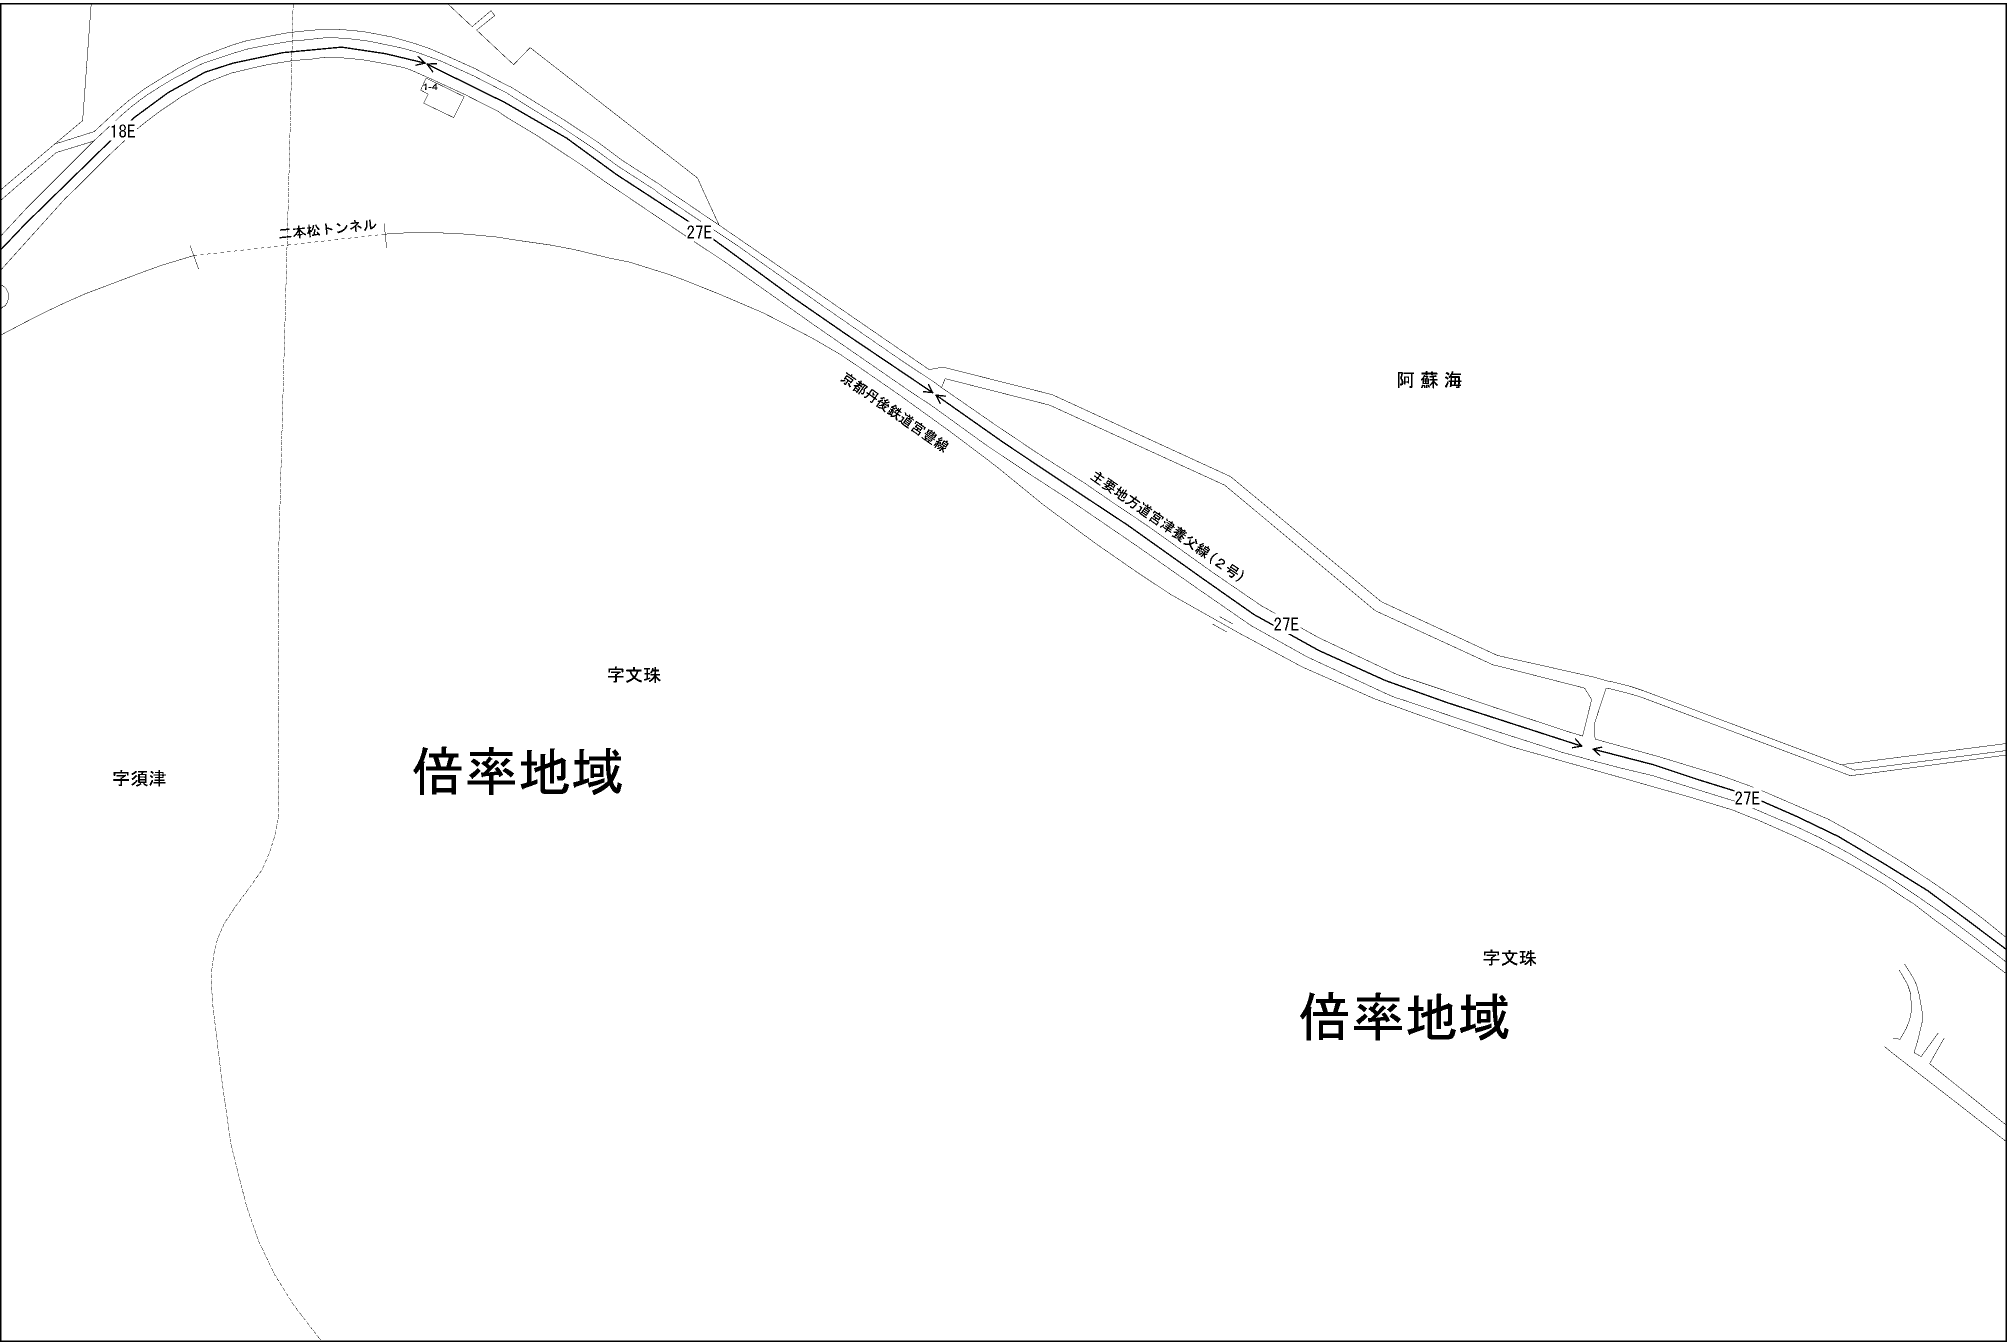 1-4
18E
二本松トンネル
27E
阿蘇海
京都丹後鉄道宮豊線
主要地方道宮津養父線(2号)
27E
字文珠
倍率地域
字須津
27E
字文珠
倍率地域